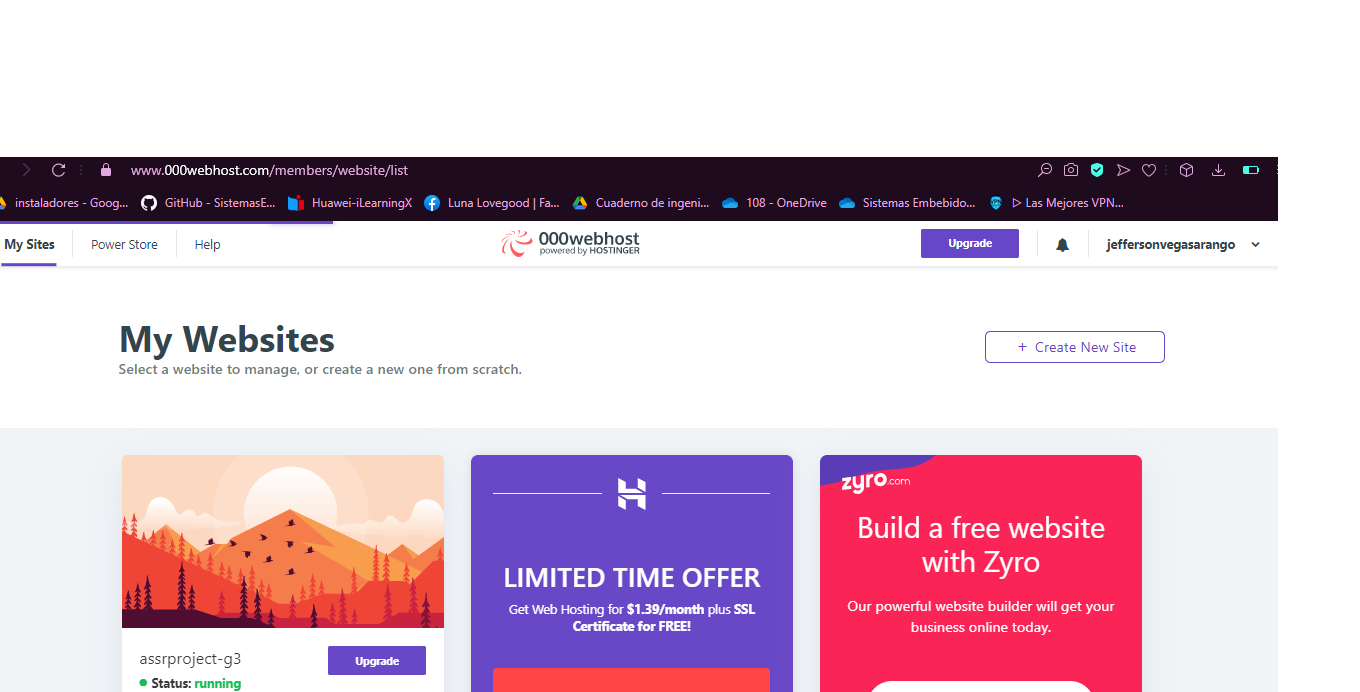 www.000webhost.com/members/website/list
instaladores - Goog... GitHub - SistemasE... Huawei-iLearningX Luna Lovegood | Fa... Cuaderno de ingeni... 108 - OneDrive Sistemas Embebido... ▷ Las Mejores VPN...
My Sites Power Store Help 000webhost Upgrade jeffersonvegasarango
powered by HOSTINGER
My Websites
+ Create New Site
Select a website to manage, or create a new one from scratch.
assrproject-g3
Upgrade
Status: running
LIMITED TIME OFFER
Get Web Hosting for $1.39/month plus SSL
Certificate for FREE!
zyro.com
Build a free website
with Zyro
Our powerful website builder will get your
business online today.